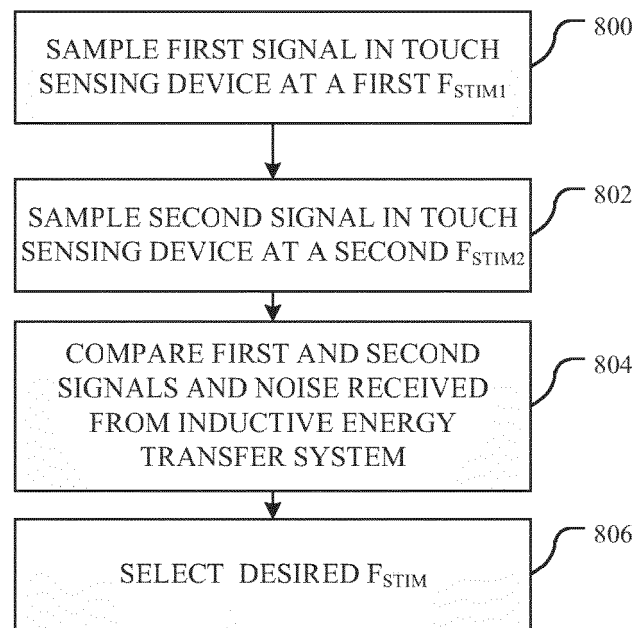 SAMPLE FIRST SIGNAL IN TOUCH
SENSING DEVICE AT A FIRST FSTIM1
800
SAMPLE SECOND SIGNAL IN TOUCH
SENSING DEVICE AT A SECOND FSTIM2
802
COMPARE FIRST AND SECOND
SIGNALS AND NOISE RECEIVED
FROM INDUCTIVE ENERGY
TRANSFER SYSTEM
804
SELECT DESIRED FSTIM
806